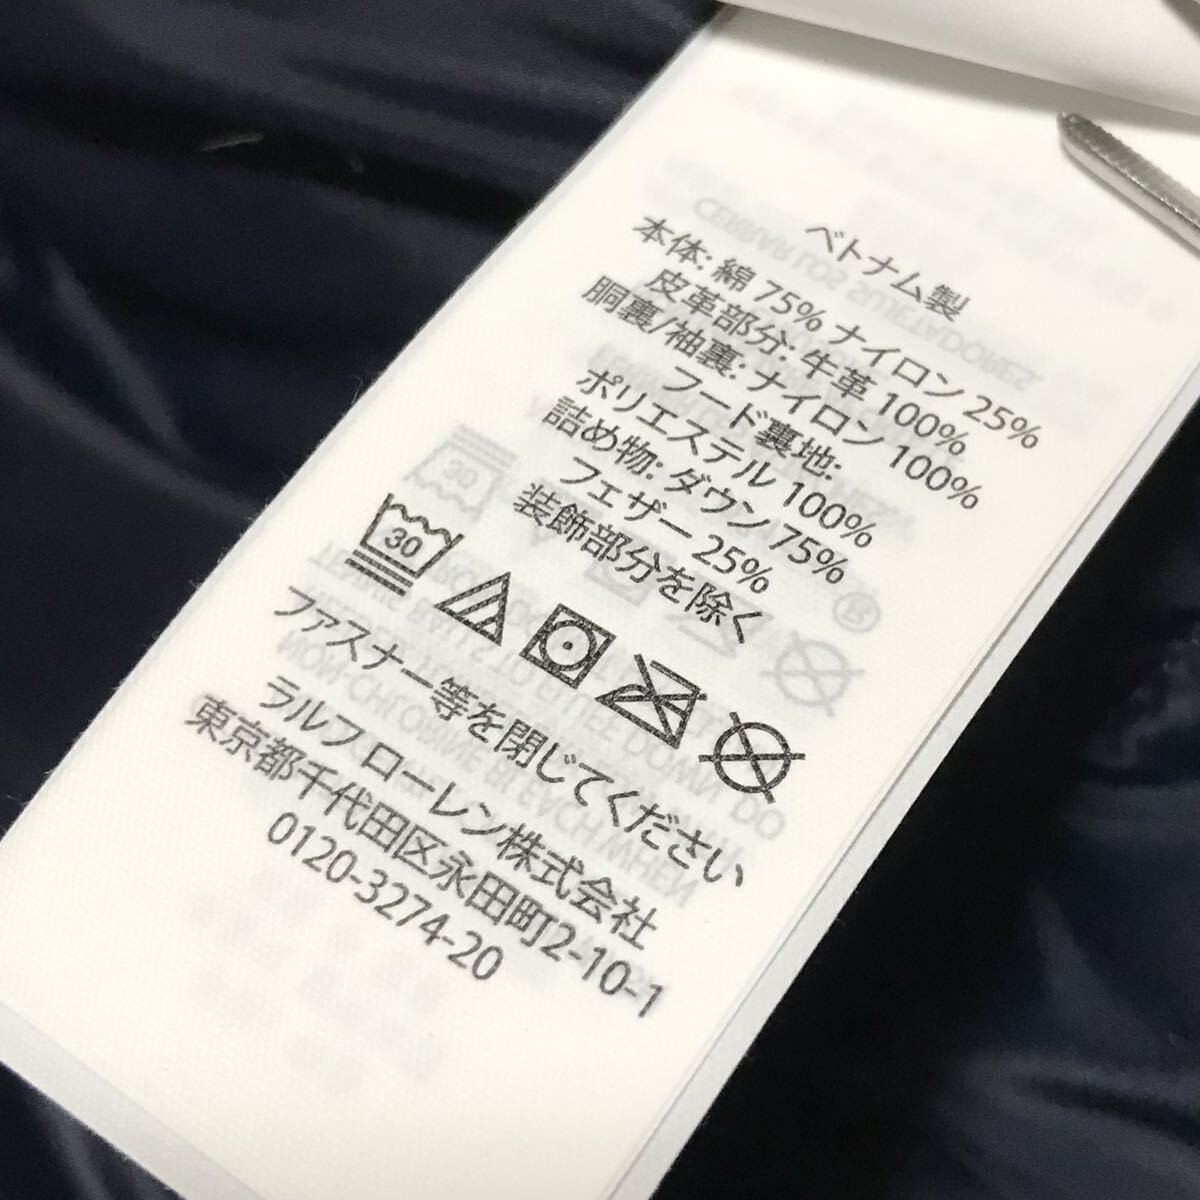 ベトナム製
本体: 綿 75% ナイロン 25%
皮革部分: 牛革 100%
胴裏/袖裏: ナイロン 100%
フード裏地:
ポリエステル 100%
詰め物: ダウン 75%
フェザー 25%
装飾部分を除く
30
ファスナー等を閉じてください
ラルフ ローレン株式会社
東京都千代田区永田町2-10-1
0120-3274-20